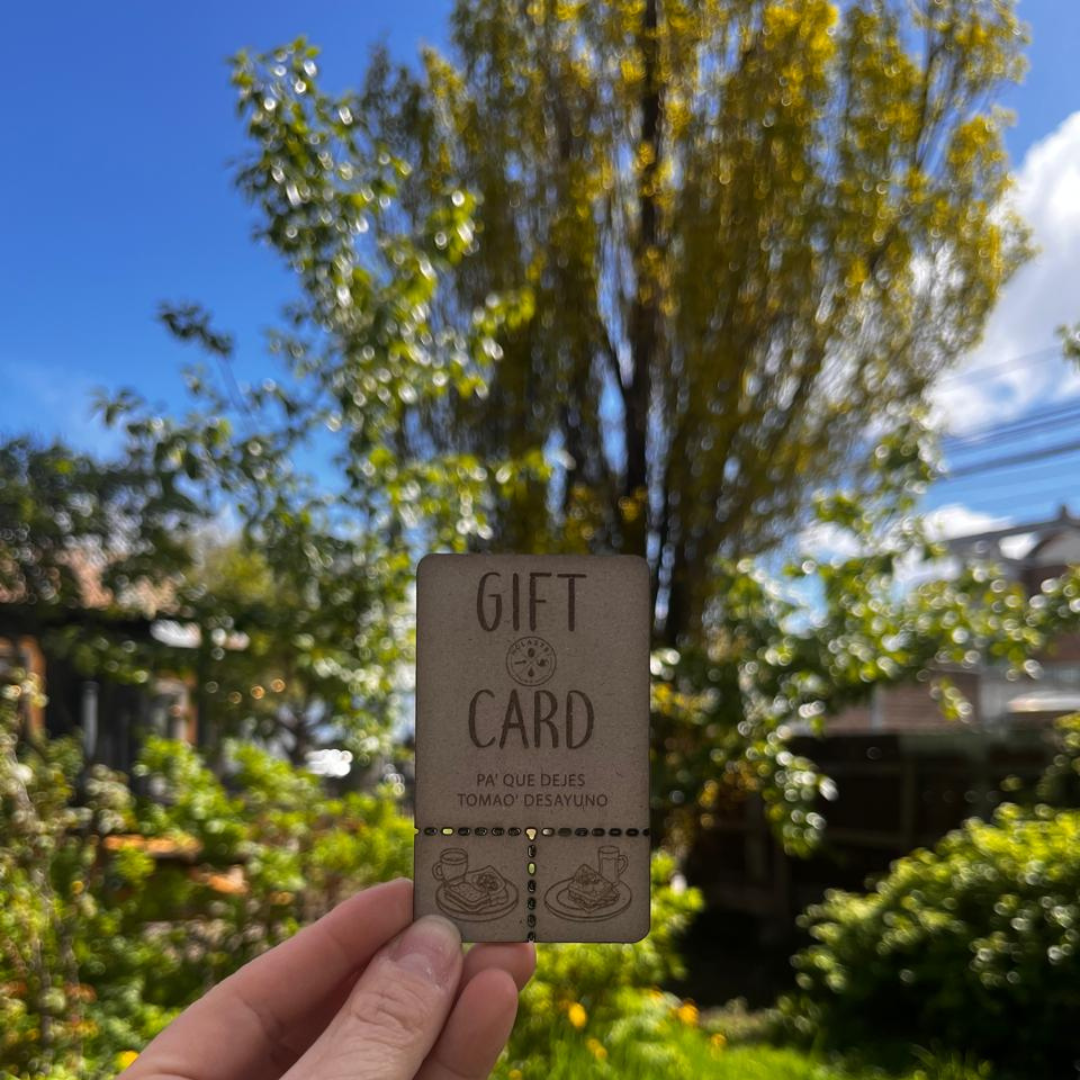 GIFT
CARD
PA' QUE DEJES
TOMAO' DESAYUNO